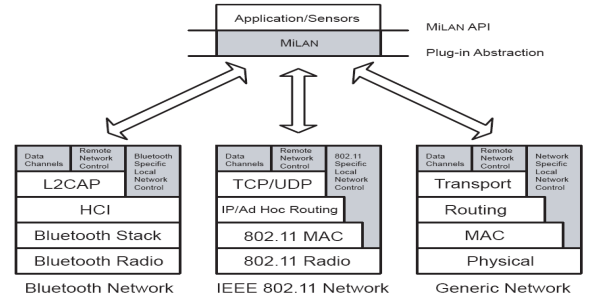 Application/Sensors
MiLAN
MiLAN API
Plug-in Abstraction
Data Channels
Remote Network Control
Bluetooth Specific Local Network Control
L2CAP
HCI
Bluetooth Stack
Bluetooth Radio
Bluetooth Network
Data Channels
Remote Network Control
802.11 Specific Local Network Control
TCP/UDP
IP/Ad Hoc Routing
802.11 MAC
802.11 Radio
IEEE 802.11 Network
Data Channels
Remote Network Control
Network Specific Local Network Control
Transport
Routing
MAC
Physical
Generic Network